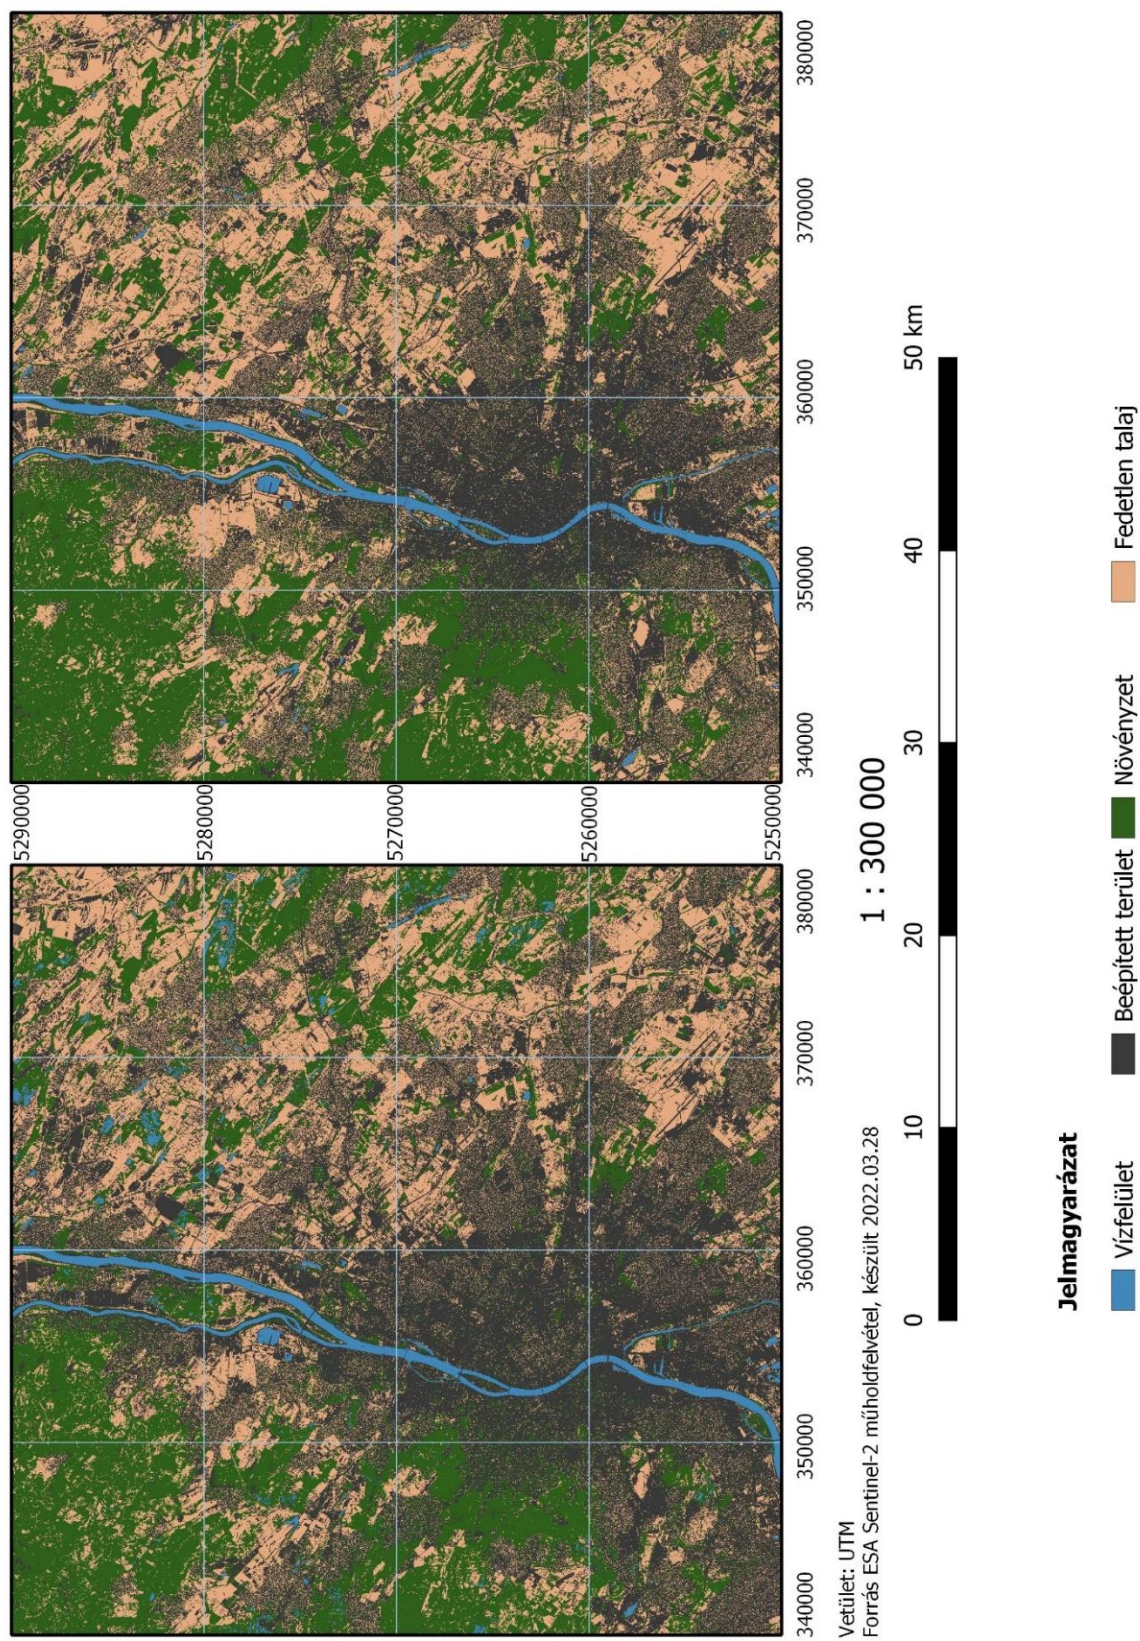 5290000
5280000
5270000
5260000
5250000
340000 350000 360000 370000 380000
340000 350000 360000 370000 380000
Vetület: UTM
Forrás ESA Sentinel-2 műholdfelvétel, készült 2022.03.28
1 : 300 000
0 10 20 30 40 50 km
Jelmagyarázat
Vízfelület Beépített terület Növényzet Fedetlen talaj